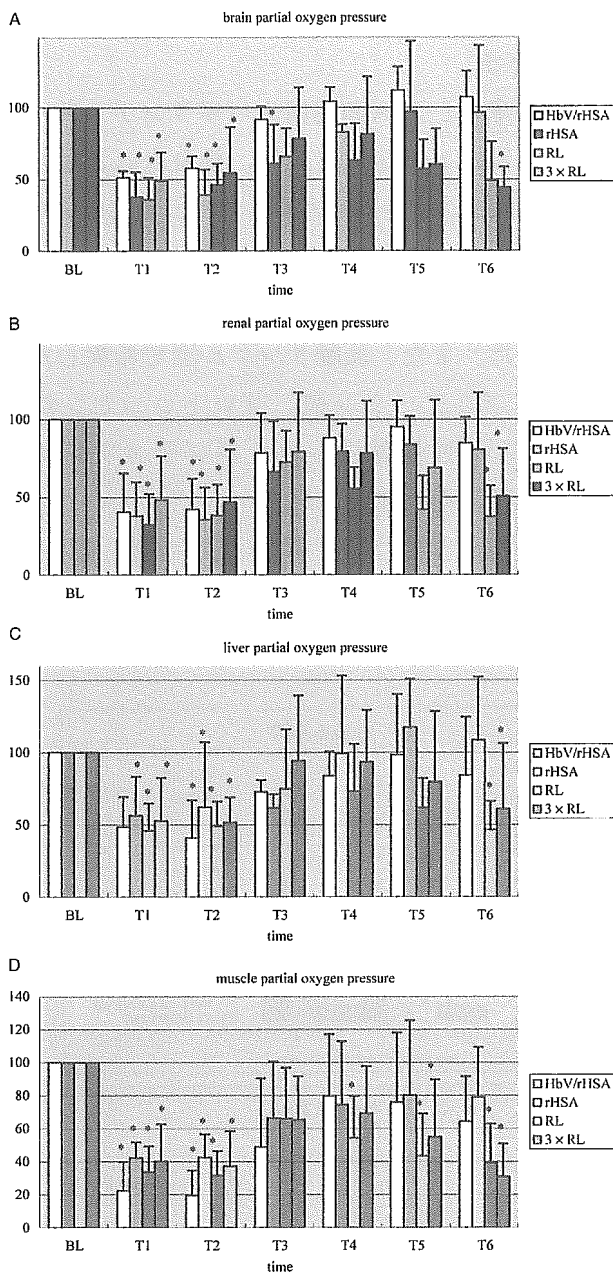 A
brain partial oxygen pressure
100
50
0
BL T1 T2 T3 T4 T5 T6
time
HbV/rHSA
rHSA
RL
3 × RL
B
renal partial oxygen pressure
100
50
0
BL T1 T2 T3 T4 T5 T6
time
HbV/rHSA
rHSA
RL
3 × RL
C
liver partial oxygen pressure
150
100
50
0
BL T1 T2 T3 T4 T5 T6
time
HbV/rHSA
rHSA
RL
3 × RL
D
muscle partial oxygen pressure
140
120
100
80
60
40
20
0
BL T1 T2 T3 T4 T5 T6
time
HbV/rHSA
rHSA
RL
3 × RL